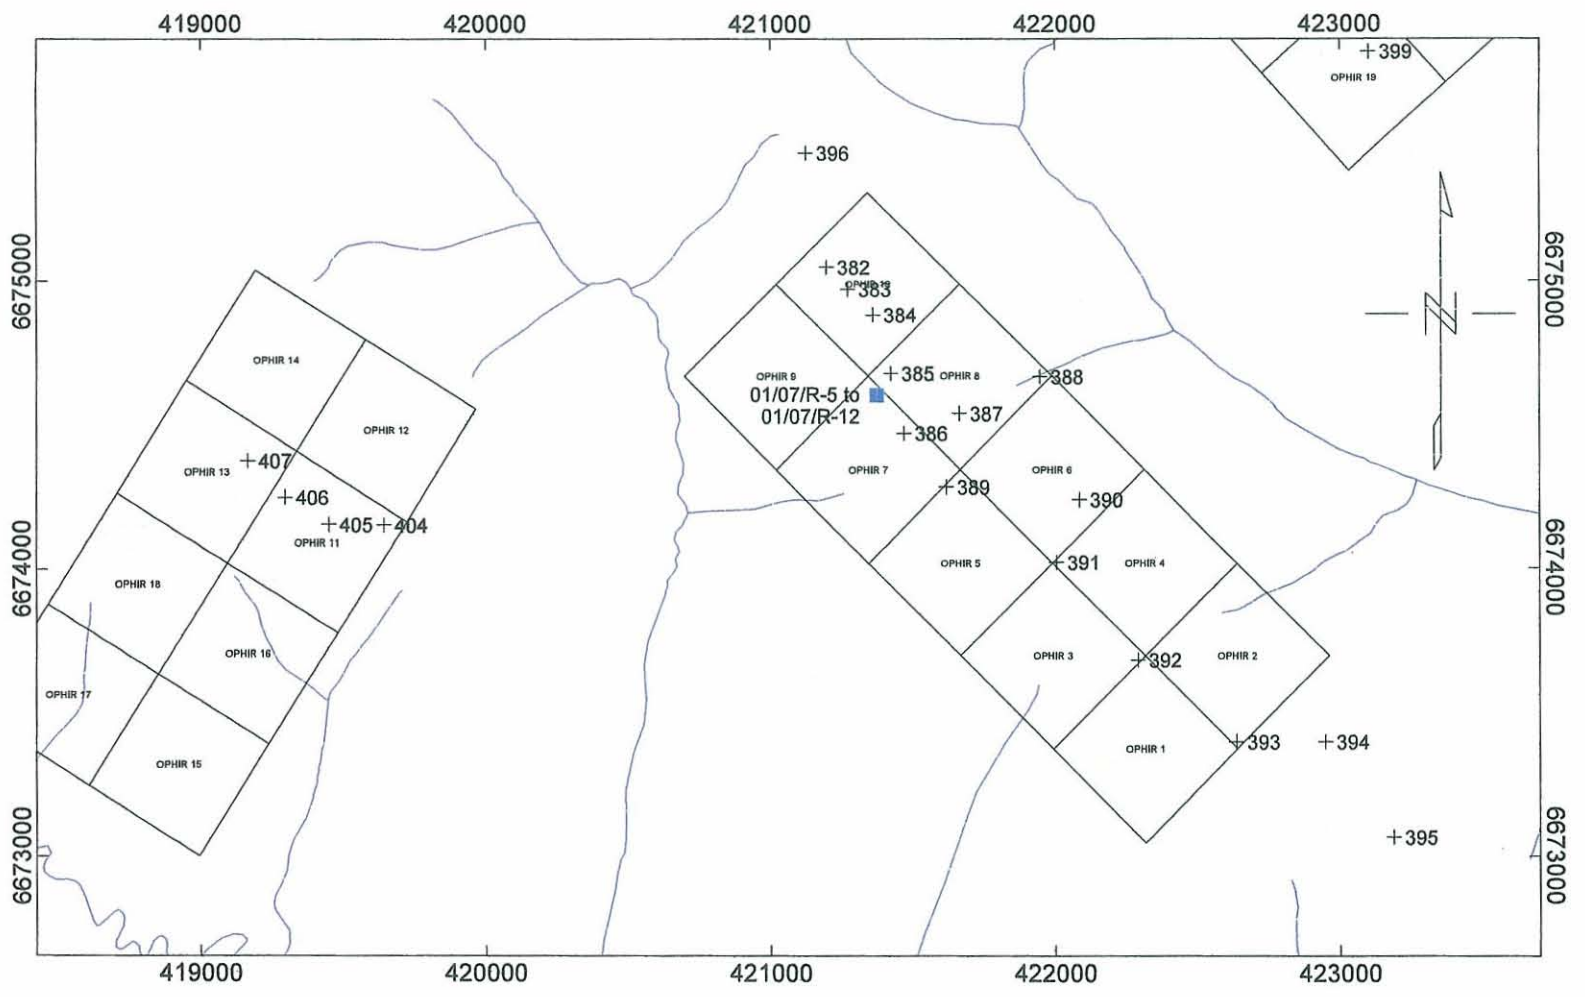 419000
420000
421000
422000
423000
399
OPHIR 19
396
6675000
6675000
382
OPHIR 10
383
384
N
OPHIR 14
OPHIR 9
385
OPHIR 8
388
01/07/R-5 to
01/07/R-12
387
386
OPHIR 12
407
OPHIR 13
OPHIR 7
OPHIR 6
389
406
390
405
404
OPHIR 11
391
OPHIR 5
OPHIR 4
6674000
6674000
OPHIR 18
OPHIR 16
OPHIR 3
392
OPHIR 2
OPHIR 17
393
394
OPHIR 1
OPHIR 15
395
6673000
6673000
419000
420000
421000
422000
423000